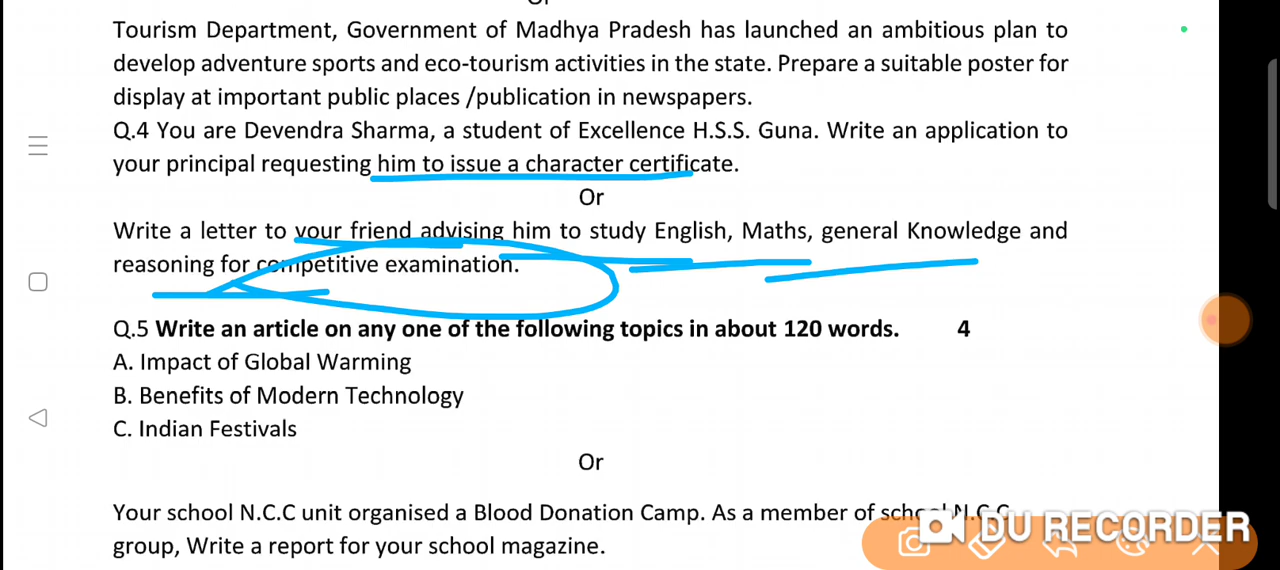 Or
Tourism Department, Government of Madhya Pradesh has launched an ambitious plan to
develop adventure sports and eco-tourism activities in the state. Prepare a suitable poster for
display at important public places /publication in newspapers.
Q.4 You are Devendra Sharma, a student of Excellence H.S.S. Guna. Write an application to
your principal requesting him to issue a character certificate.
Or
Write a letter to your friend advising him to study English, Maths, general Knowledge and
reasoning for competitive examination.
Q.5 Write an article on any one of the following topics in about 120 words. 4
A. Impact of Global Warming
B. Benefits of Modern Technology
C. Indian Festivals
Or
Your school N.C.C unit organised a Blood Donation Camp. As a member of school N.C.C
group, Write a report for your school magazine.
DU RECORDER